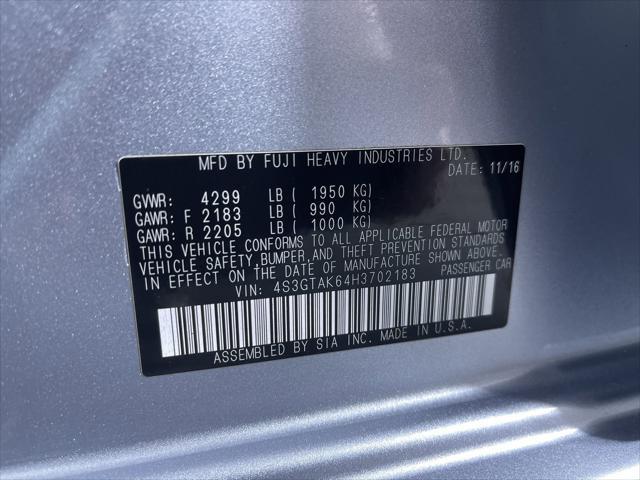 MFD BY FUJI HEAVY INDUSTRIES LTD.
DATE: 11/16
GVWR: 4299 LB ( 1950 KG)
GAWR: F 2183 LB ( 990 KG)
GAWR: R 2205 LB ( 1000 KG)
THIS VEHICLE CONFORMS TO ALL APPLICABLE FEDERAL MOTOR
VEHICLE SAFETY, BUMPER, AND THEFT PREVENTION STANDARDS
IN EFFECT ON THE DATE OF MANUFACTURE SHOWN ABOVE.
VIN: 4S3GTAK64H3702183 PASSENGER CAR
ASSEMBLED BY SIA INC. MADE IN U.S.A.